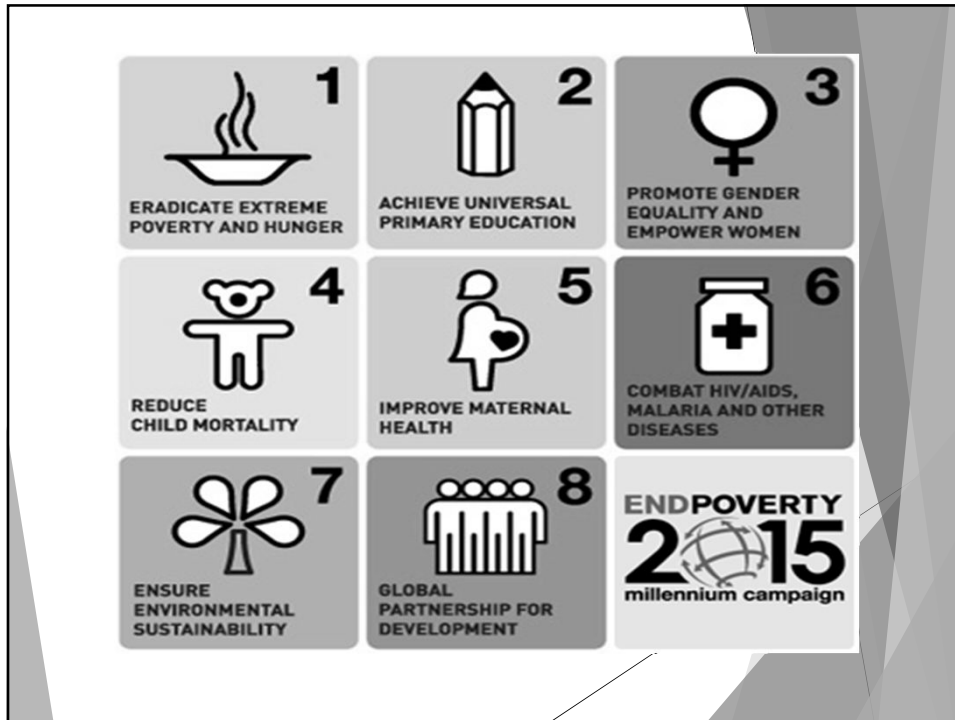 1
ERADICATE EXTREME
POVERTY AND HUNGER
2
ACHIEVE UNIVERSAL
PRIMARY EDUCATION
3
PROMOTE GENDER
EQUALITY AND
EMPOWER WOMEN
4
REDUCE
CHILD MORTALITY
5
IMPROVE MATERNAL
HEALTH
6
COMBAT HIV/AIDS,
MALARIA AND OTHER
DISEASES
7
ENSURE
ENVIRONMENTAL
SUSTAINABILITY
8
GLOBAL
PARTNERSHIP FOR
DEVELOPMENT
ENDPOVERTY
2015
millennium campaign